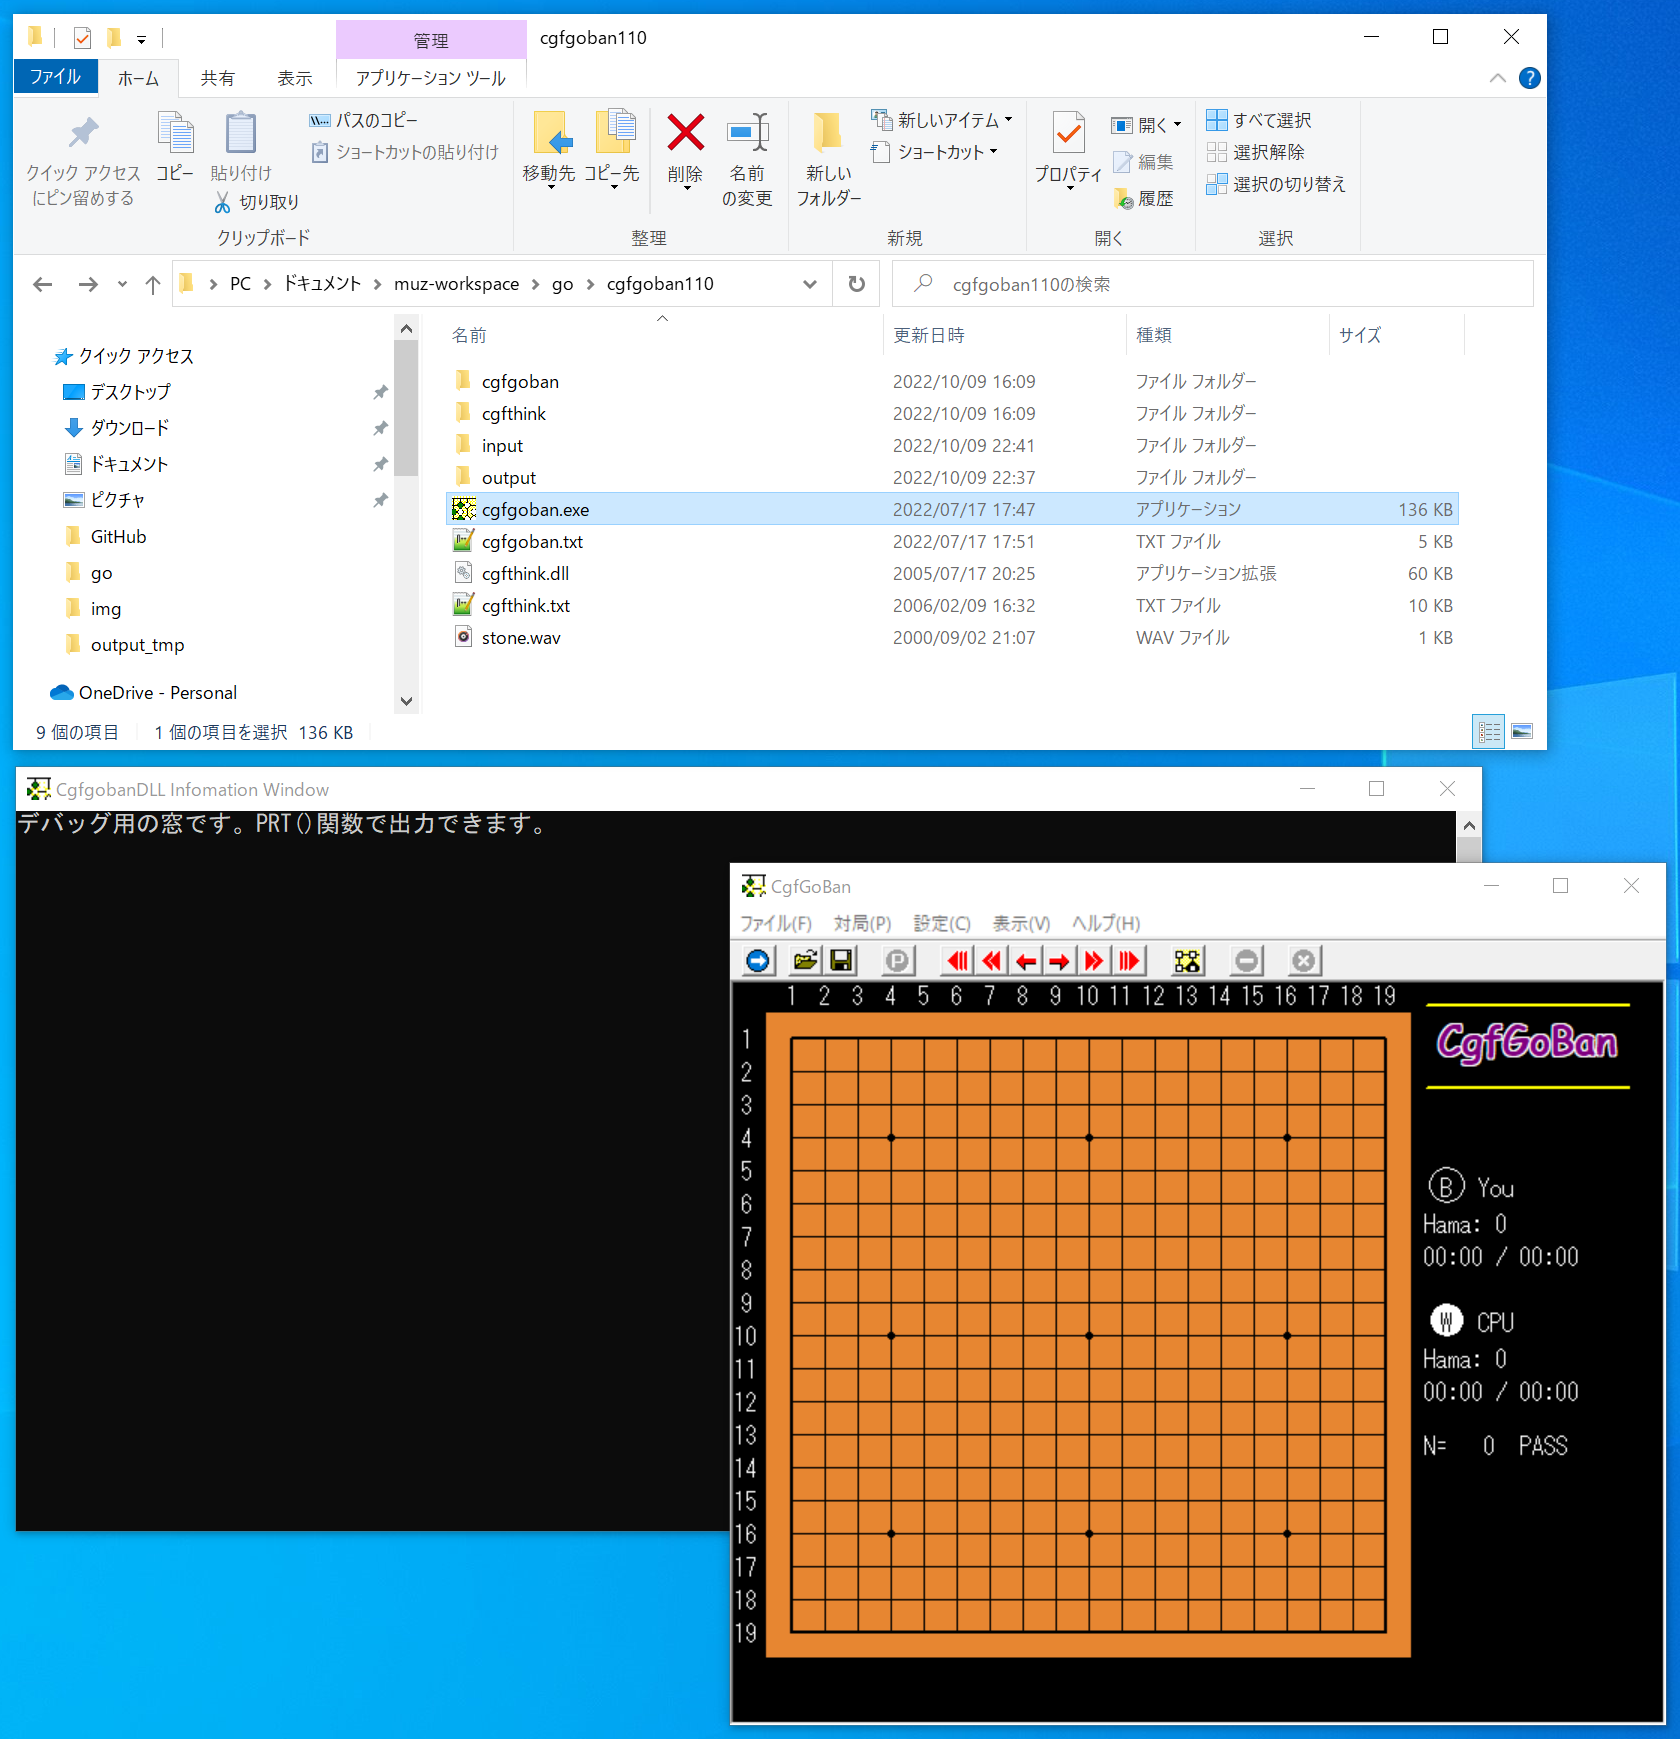 管理
cgfgoban110
ファイル
ホーム
共有
表示
アプリケーション ツール
クイック アクセス
にピン留めする
コピー
貼り付け
パスのコピー
ショートカットの貼り付け
切り取り
クリップボード
移動先
コピー先
削除
名前
の変更
整理
新しい
フォルダー
新しいアイテム
ショートカット
新規
プロパティ
開く
編集
履歴
開く
すべて選択
選択解除
選択の切り替え
選択
PC
ドキュメント
muz-workspace
go
cgfgoban110
cgfgoban110の検索
クイック アクセス
デスクトップ
ダウンロード
ドキュメント
ピクチャ
GitHub
go
img
output_tmp
OneDrive - Personal
名前 更新日時 種類 サイズ
cgfgoban 2022/10/09 16:09 ファイル フォルダー
cgfthink 2022/10/09 16:09 ファイル フォルダー
input 2022/10/09 22:41 ファイル フォルダー
output 2022/10/09 22:37 ファイル フォルダー
cgfgoban.exe 2022/07/17 17:47 アプリケーション 136 KB
cgfgoban.txt 2022/07/17 17:51 TXT ファイル 5 KB
cgfthink.dll 2005/07/17 20:25 アプリケーション拡張 60 KB
cgfthink.txt 2006/02/09 16:32 TXT ファイル 10 KB
stone.wav 2000/09/02 21:07 WAV ファイル 1 KB
9 個の項目 1 個の項目を選択 136 KB
CgfgobanDLL Infomation Window
デバッグ用の窓です。PRT()関数で出力できます。
CgfGoBan
ファイル(F) 対局(P) 設定(C) 表示(V) ヘルプ(H)
P
1 2 3 4 5 6 7 8 9 10 11 12 13 14 15 16 17 18 19
1
2
3
4
5
6
7
8
9
10
11
12
13
14
15
16
17
18
19
CgfGoBan
B You
Hama: 0
00:00 / 00:00
W CPU
Hama: 0
00:00 / 00:00
N= 0 PASS